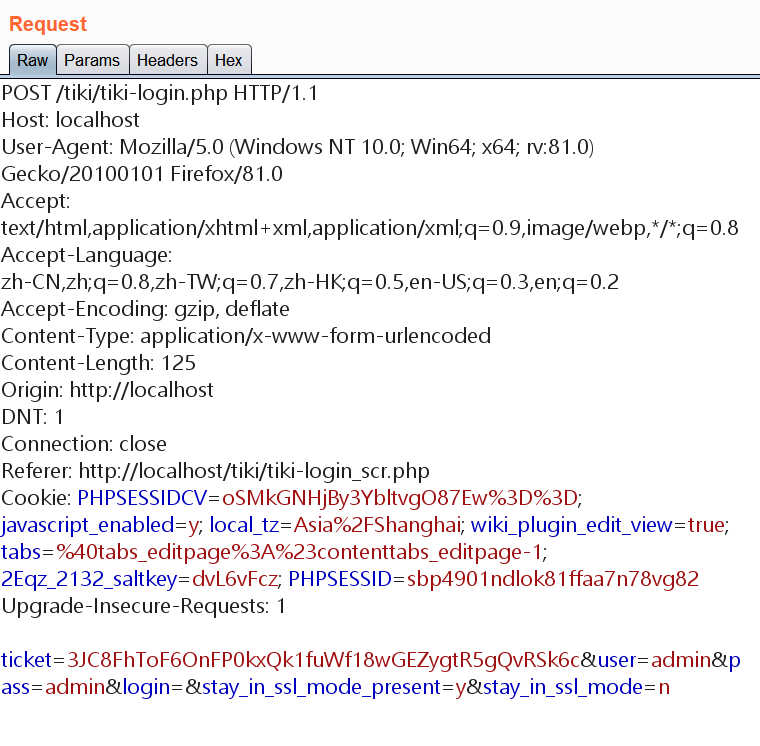 Request
Raw Params Headers Hex
POST /tiki/tiki-login.php HTTP/1.1
Host: localhost
User-Agent: Mozilla/5.0 (Windows NT 10.0; Win64; x64; rv:81.0)
Gecko/20100101 Firefox/81.0
Accept:
text/html,application/xhtml+xml,application/xml;q=0.9,image/webp,*/*;q=0.8
Accept-Language:
zh-CN,zh;q=0.8,zh-TW;q=0.7,zh-HK;q=0.5,en-US;q=0.3,en;q=0.2
Accept-Encoding: gzip, deflate
Content-Type: application/x-www-form-urlencoded
Content-Length: 125
Origin: http://localhost
DNT: 1
Connection: close
Referer: http://localhost/tiki/tiki-login_scr.php
Cookie: PHPSESSIDCV=oSMkGNHjBy3YbltvgO87Ew%3D%3D;
javascript_enabled=y; local_tz=Asia%2FShanghai; wiki_plugin_edit_view=true;
tabs=%40tabs_editpage%3A%23contenttabs_editpage-1;
2Eqz_2132_saltkey=dvL6vFcz; PHPSESSID=sbp4901ndlok81ffaa7n78vg82
Upgrade-Insecure-Requests: 1
ticket=3JC8FhToF6OnFP0kxQk1fuWf18wGEZygtR5gQvRSk6c&user=admin&p
ass=admin&login=&stay_in_ssl_mode_present=y&stay_in_ssl_mode=n